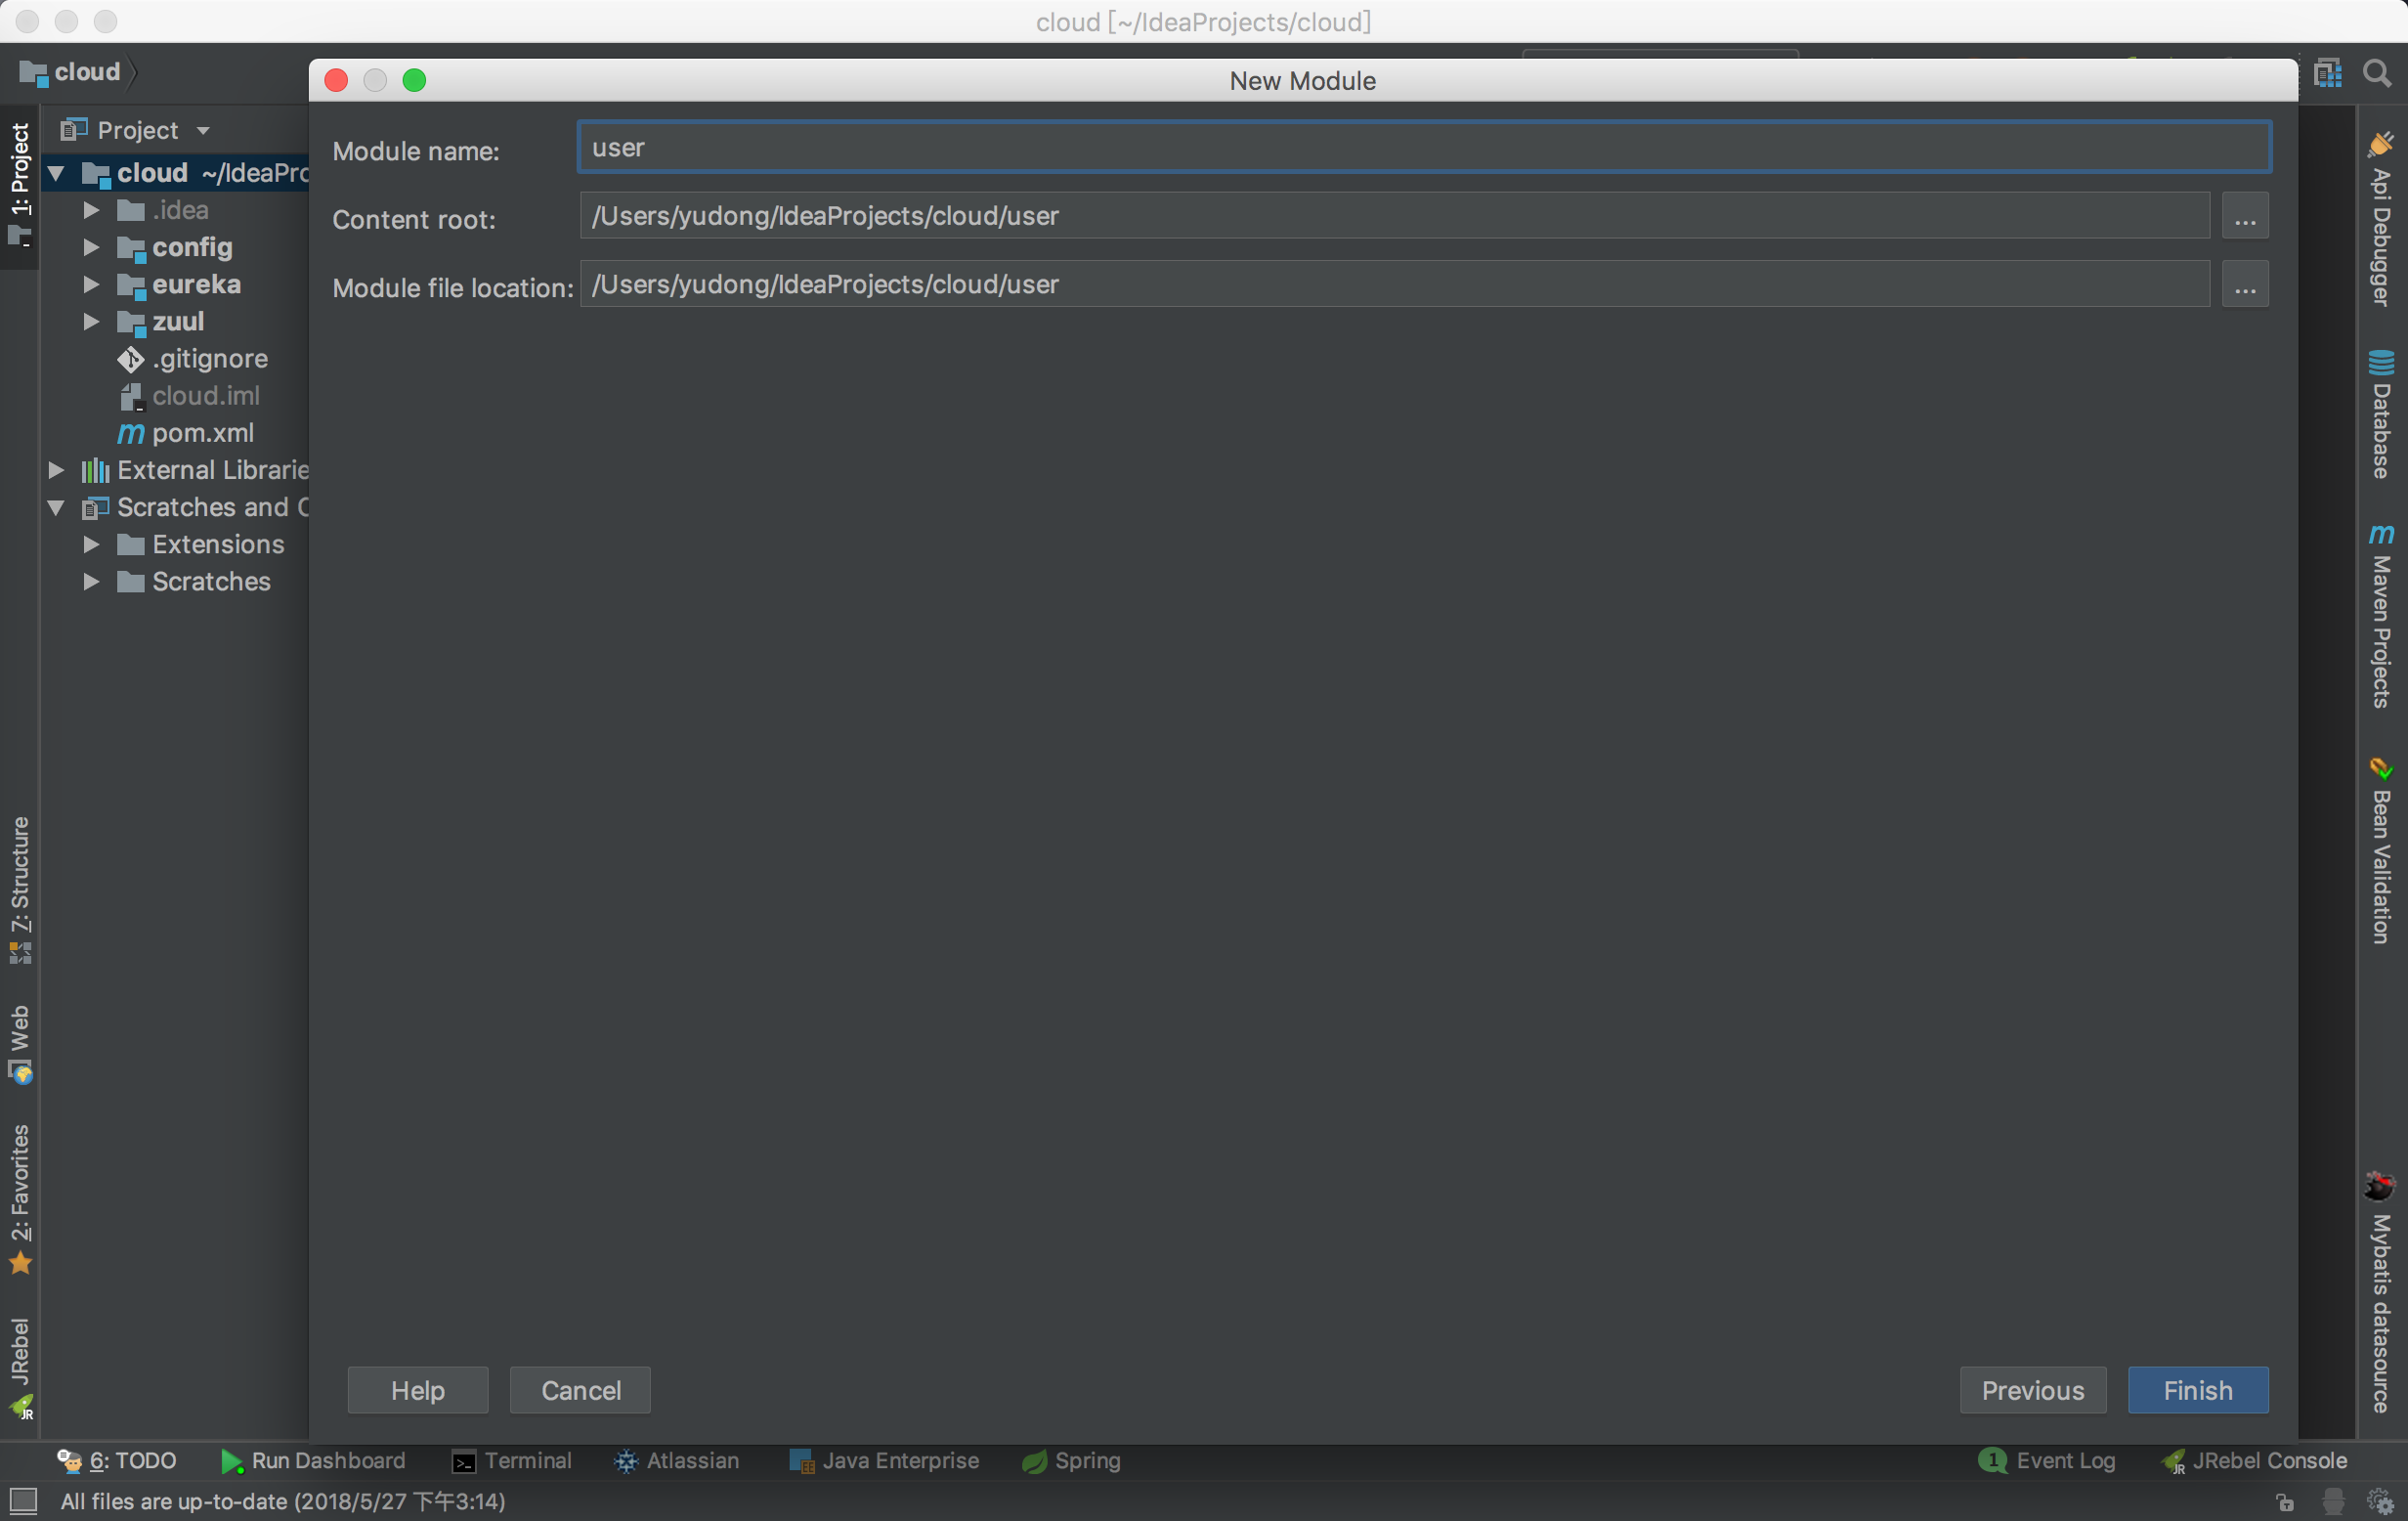 cloud [~/IdeaProjects/cloud]
cloud
New Module
1: Project
Project
Module name:
user
cloud ~/IdeaPro
Content root:
/Users/yudong/IdeaProjects/cloud/user
...
.idea
config
Module file location:
/Users/yudong/IdeaProjects/cloud/user
...
eureka
zuul
.gitignore
cloud.iml
pom.xml
External Librarie
Scratches and C
Extensions
Scratches
Api Debugger
Database
Maven Projects
Bean Validation
Mybatis datasource
7: Structure
Web
2: Favorites
JRebel
Help
Cancel
Previous
Finish
6: TODO
Run Dashboard
Terminal
Atlassian
Java Enterprise
Spring
1
Event Log
JRebel Console
All files are up-to-date (2018/5/27 下午3:14)